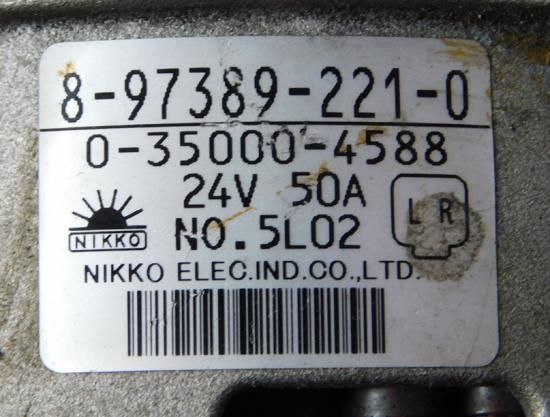 8-97389-221-0
0-35000-4588
24V 50A
L R
NIKKO
NO.5L02
NIKKO ELEC.IND.CO.,LTD.